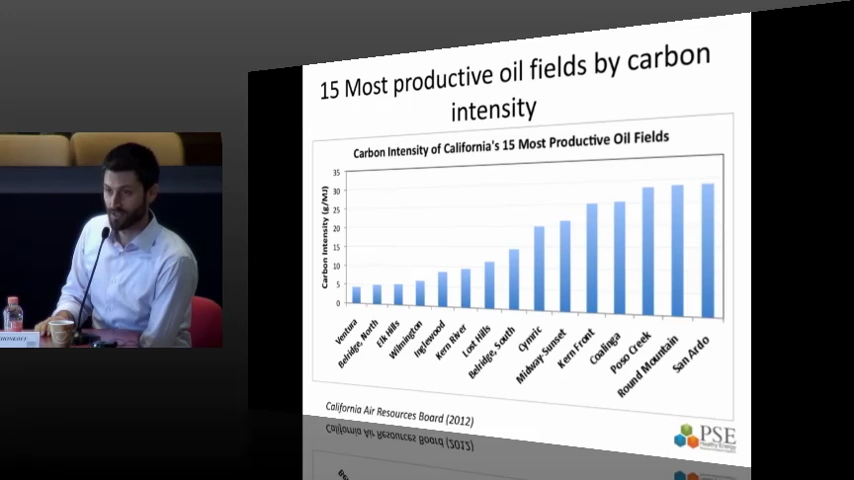 15 Most productive oil fields by carbon
intensity
Carbon Intensity of California's 15 Most Productive Oil Fields
Carbon Intensity (g/MJ)
35
30
25
20
15
10
5
0
Ventura
Belridge, North
Elk Hills
Wilmington
Inglewood
Kern River
Lost Hills
Belridge, South
Cymric
Midway-Sunset
Kern Front
Coalinga
Poso Creek
Round Mountain
San Ardo
California Air Resources Board (2012)
PSE